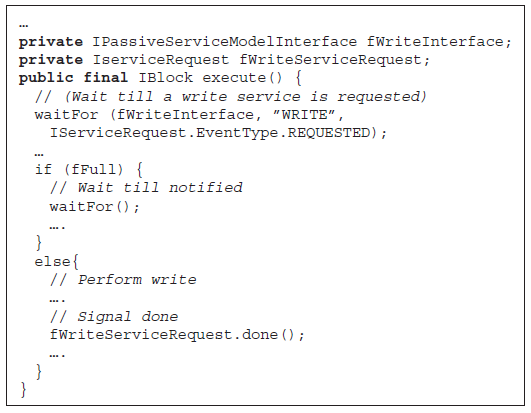 …
private IPassiveServiceModelInterface fWriteInterface;
private IserviceRequest fWriteServiceRequest;
public final IBlock execute() {
// (Wait till a write service is requested)
waitFor (fWriteInterface, ”WRITE”,
IServiceRequest.EventType.REQUESTED);
…
if (fFull) {
// Wait till notified
waitFor();
….
}
else{
// Perform write
….
// Signal done
fWriteServiceRequest.done();
….
}
}